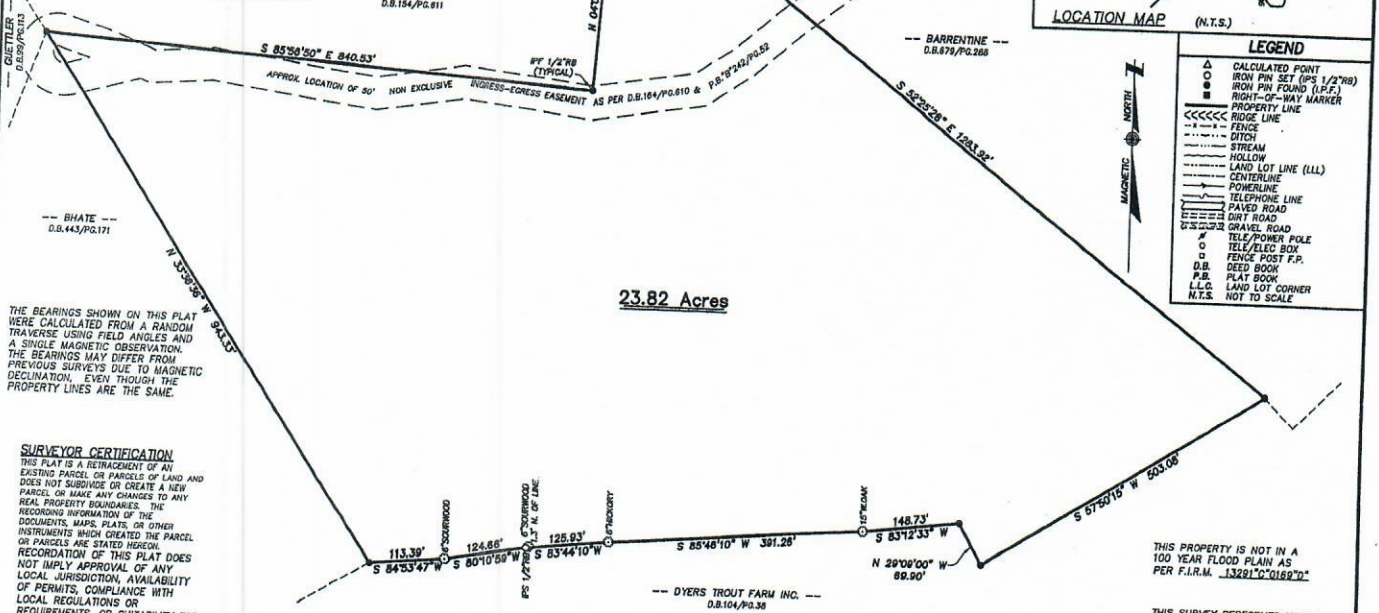 D.B.154/PG.611
-- GUETTLER --
D.B.99/PG.113
S 85°58'50" E 840.53'
IPF 1/2"RB
(TYPICAL)
APPROX. LOCATION OF 50' NON EXCLUSIVE INGRESS-EGRESS EASEMENT AS PER D.B.164/PG.610 & P.B."B"242/PG.52
-- BARRENTINE --
D.B.679/PG.268
S 52°25'28" E 1283.92'
LOCATION MAP (N.T.S.)
LEGEND
CALCULATED POINT
IRON PIN SET (IPS 1/2"RB)
IRON PIN FOUND (I.P.F.)
RIGHT-OF-WAY MARKER
PROPERTY LINE
RIDGE LINE
FENCE
DITCH
STREAM
HOLLOW
LAND LOT LINE (LLL)
CENTERLINE
POWERLINE
TELEPHONE LINE
PAVED ROAD
DIRT ROAD
GRAVEL ROAD
TELE/POWER POLE
TELE/ELEC BOX
FENCE POST F.P.
D.B. DEED BOOK
P.B. PLAT BOOK
L.L.C. LAND LOT CORNER
N.T.S. NOT TO SCALE
MAGNETIC NORTH
-- BHATE --
D.B.443/PG.171
N 33°38'36" W 943.33'
23.82 Acres
THE BEARINGS SHOWN ON THIS PLAT
WERE CALCULATED FROM A RANDOM
TRAVERSE USING FIELD ANGLES AND
A SINGLE MAGNETIC OBSERVATION.
THE BEARINGS MAY DIFFER FROM
PREVIOUS SURVEYS DUE TO MAGNETIC
DECLINATION, EVEN THOUGH THE
PROPERTY LINES ARE THE SAME.
SURVEYOR CERTIFICATION
THIS PLAT IS A RETRACEMENT OF AN
EXISTING PARCEL OR PARCELS OF LAND AND
DOES NOT SUBDIVIDE OR CREATE A NEW
PARCEL OR MAKE ANY CHANGES TO ANY
REAL PROPERTY BOUNDARIES. THE
RECORDING INFORMATION OF THE
DOCUMENTS, MAPS, PLATS, OR OTHER
INSTRUMENTS WHICH CREATED THE PARCEL
OR PARCELS ARE STATED HEREON.
RECORDATION OF THIS PLAT DOES
NOT IMPLY APPROVAL OF ANY
LOCAL JURISDICTION, AVAILABILITY
OF PERMITS, COMPLIANCE WITH
LOCAL REGULATIONS OR
113.39'
S 84°53'47" W
6"SOURWOOD
124.66'
S 80°10'59" W
IPS 1/2"RB
6"SOURWOOD
1.3' N. OF LINE
125.93'
S 83°44'10" W
6"HICKORY
S 85°46'10" W 391.26'
15"W.OAK
148.73'
S 83°12'33" W
N 29°09'00" W
69.90'
S 57°50'15" W 503.08'
-- DYERS TROUT FARM INC. --
D.B.104/PG.38
THIS PROPERTY IS NOT IN A
100 YEAR FLOOD PLAIN AS
PER F.I.R.M. 13291"C"0169"D"